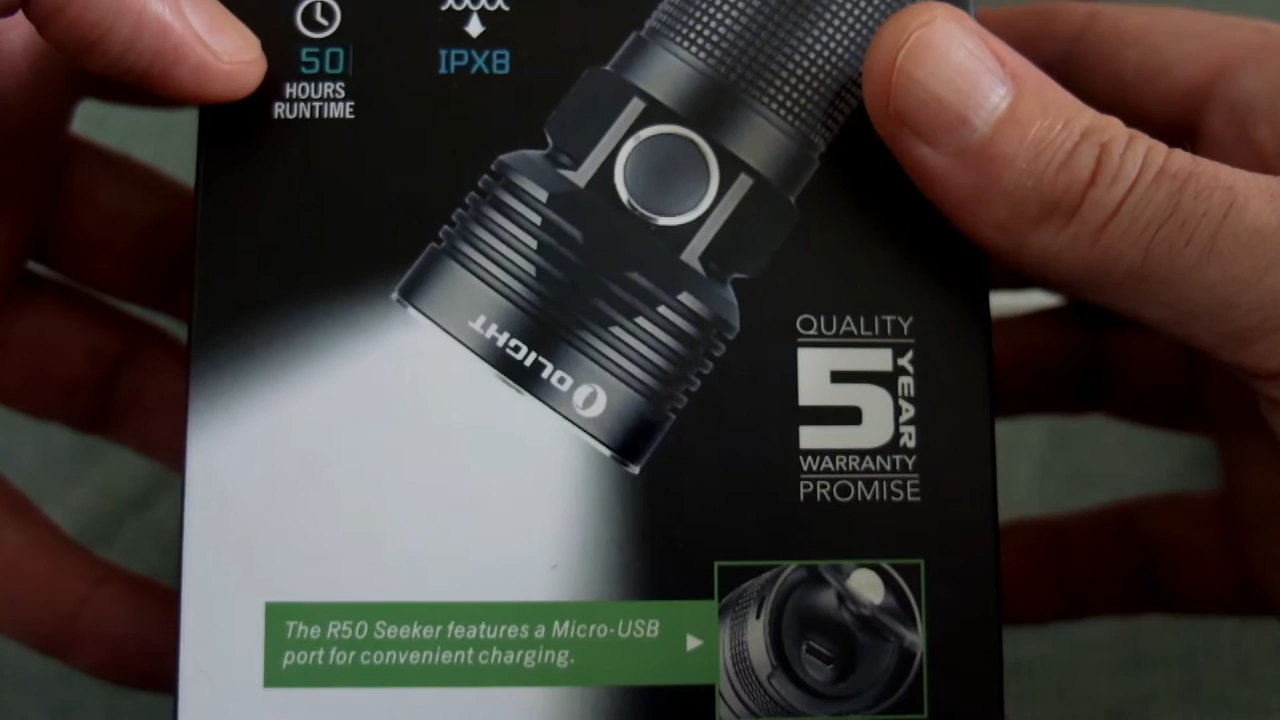 50
HOURS
RUNTIME
IPX8
OLIGHT
QUALITY
5 YEAR
WARRANTY
PROMISE
The R50 Seeker features a Micro-USB
port for convenient charging.